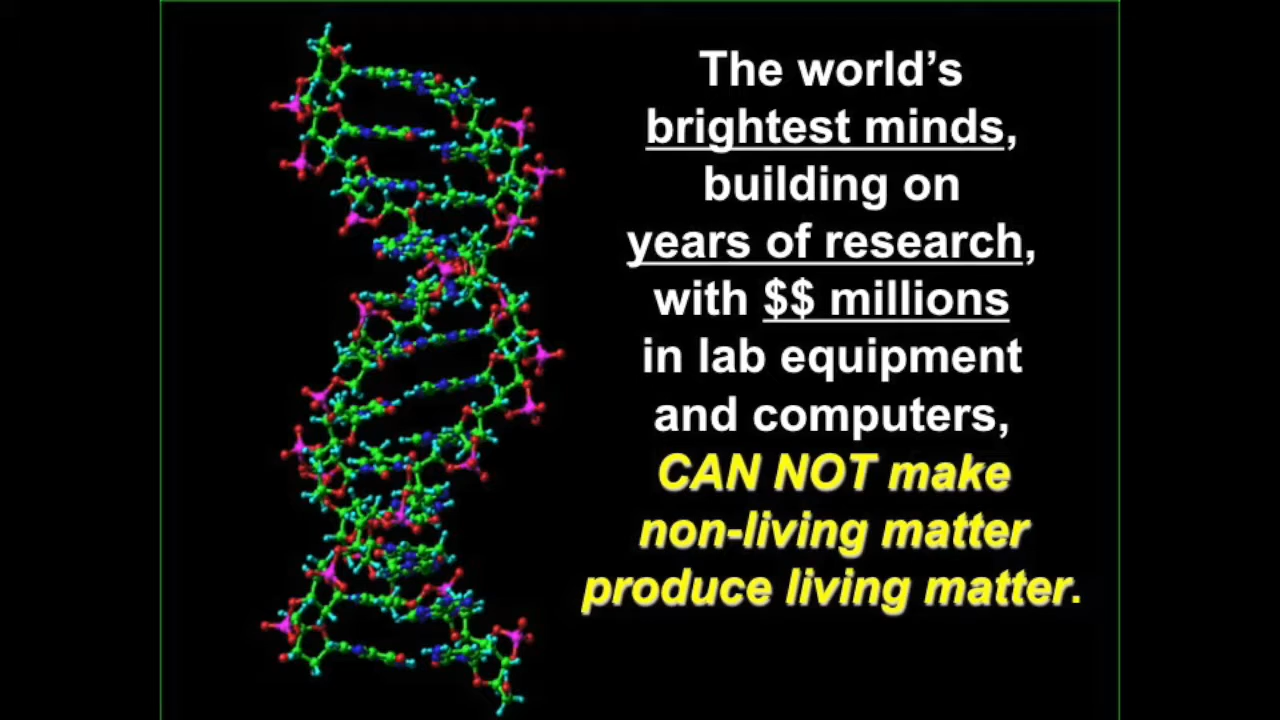 The world’s
brightest minds,
building on
years of research,
with $$ millions
in lab equipment
and computers,
CAN NOT make
non-living matter
produce living matter.